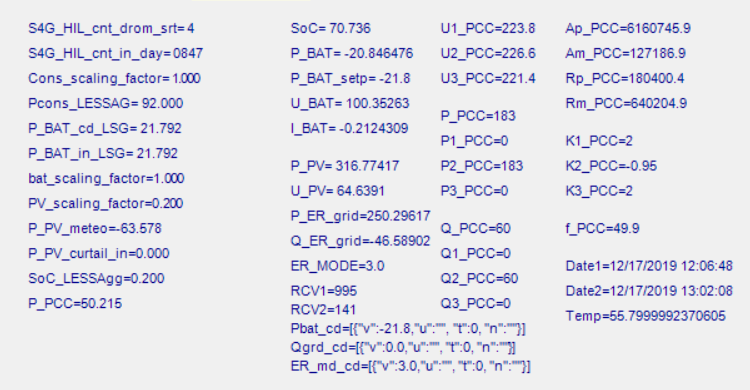 S4G_HIL_cnt_drom_srt= 4
S4G_HIL_cnt_in_day= 0847
Cons_scaling_factor= 1.000
Pcons_LESSAG= 92.000
P_BAT_cd_LSG= 21.792
P_BAT_in_LSG= 21.792
bat_scaling_factor=1.000
PV_scaling_factor=0.200
P_PV_meteo=-63.578
P_PV_curtail_in=0.000
SoC_LESSAgg=0.200
P_PCC=50.215
SoC= 70.736
P_BAT= -20.846476
P_BAT_setp= -21.8
U_BAT= 100.35263
I_BAT= -0.2124309
P_PV= 316.77417
U_PV= 64.6391
P_ER_grid=250.29617
Q_ER_grid=-46.58902
ER_MODE=3.0
RCV1=995
RCV2=141
Pbat_cd=[{"v":-21.8,"u":"", "t":0, "n":""}]
Qgrd_cd=[{"v":0.0,"u":"", "t":0, "n":""}]
ER_md_cd=[{"v":3.0,"u":"", "t":0, "n":""}]
U1_PCC=223.8
U2_PCC=226.6
U3_PCC=221.4
P_PCC=183
P1_PCC=0
P2_PCC=183
P3_PCC=0
Q_PCC=60
Q1_PCC=0
Q2_PCC=60
Q3_PCC=0
Ap_PCC=6160745.9
Am_PCC=127186.9
Rp_PCC=180400.4
Rm_PCC=640204.9
K1_PCC=2
K2_PCC=-0.95
K3_PCC=2
f_PCC=49.9
Date1=12/17/2019 12:06:48
Date2=12/17/2019 13:02:08
Temp=55.7999992370605